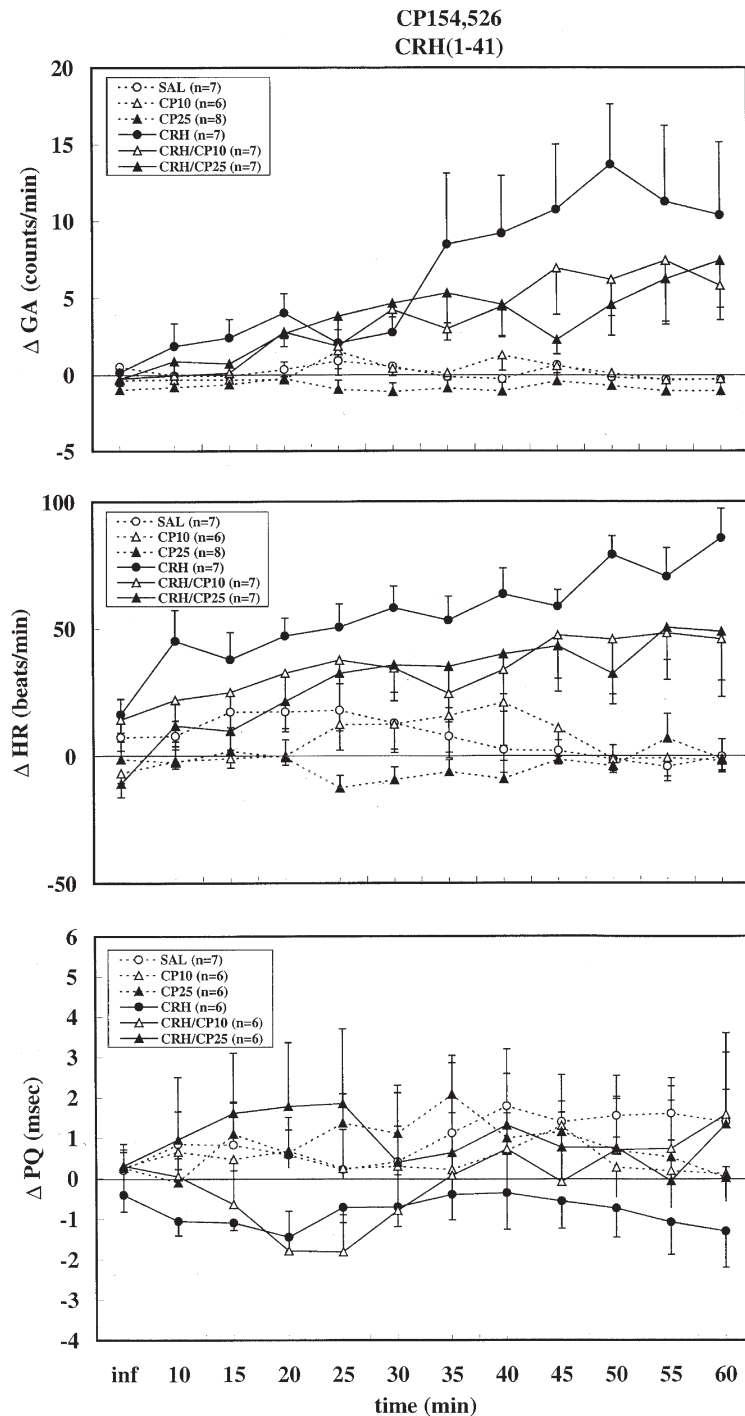 CP154,526
CRH(1-41)
Δ GA (counts/min)
20
15
10
5
0
-5
SAL (n=7)
CP10 (n=6)
CP25 (n=8)
CRH (n=7)
CRH/CP10 (n=7)
CRH/CP25 (n=7)
Δ HR (beats/min)
100
50
0
-50
SAL (n=7)
CP10 (n=6)
CP25 (n=8)
CRH (n=7)
CRH/CP10 (n=7)
CRH/CP25 (n=7)
Δ PQ (msec)
6
5
4
3
2
1
0
-1
-2
-3
-4
SAL (n=7)
CP10 (n=6)
CP25 (n=6)
CRH (n=6)
CRH/CP10 (n=6)
CRH/CP25 (n=6)
inf 10 15 20 25 30 35 40 45 50 55 60
time (min)